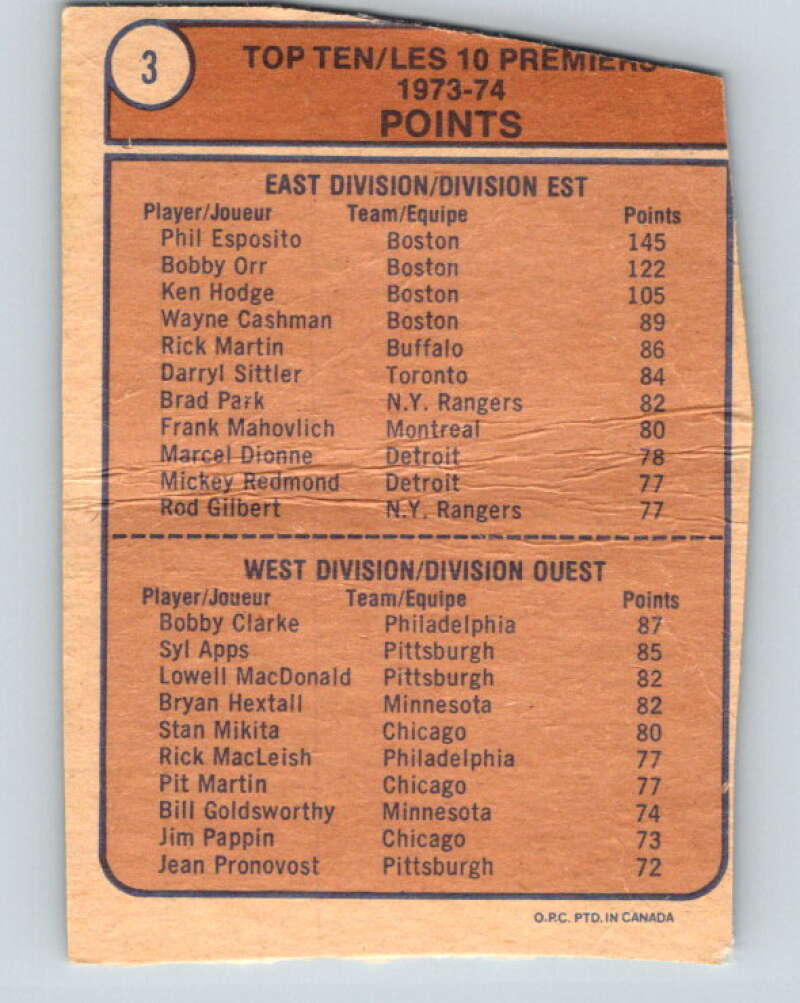 3
TOP TEN/LES 10 PREMIERS
1973-74
POINTS
EAST DIVISION/DIVISION EST
Player/Joueur Team/Equipe Points
Phil Esposito Boston 145
Bobby Orr Boston 122
Ken Hodge Boston 105
Wayne Cashman Boston 89
Rick Martin Buffalo 86
Darryl Sittler Toronto 84
Brad Park N.Y. Rangers 82
Frank Mahovlich Montreal 80
Marcel Dionne Detroit 78
Mickey Redmond Detroit 77
Rod Gilbert N.Y. Rangers 77
WEST DIVISION/DIVISION OUEST
Player/Joueur Team/Equipe Points
Bobby Clarke Philadelphia 87
Syl Apps Pittsburgh 85
Lowell MacDonald Pittsburgh 82
Bryan Hextall Minnesota 82
Stan Mikita Chicago 80
Rick MacLeish Philadelphia 77
Pit Martin Chicago 77
Bill Goldsworthy Minnesota 74
Jim Pappin Chicago 73
Jean Pronovost Pittsburgh 72
O.P.C. PTD. IN CANADA